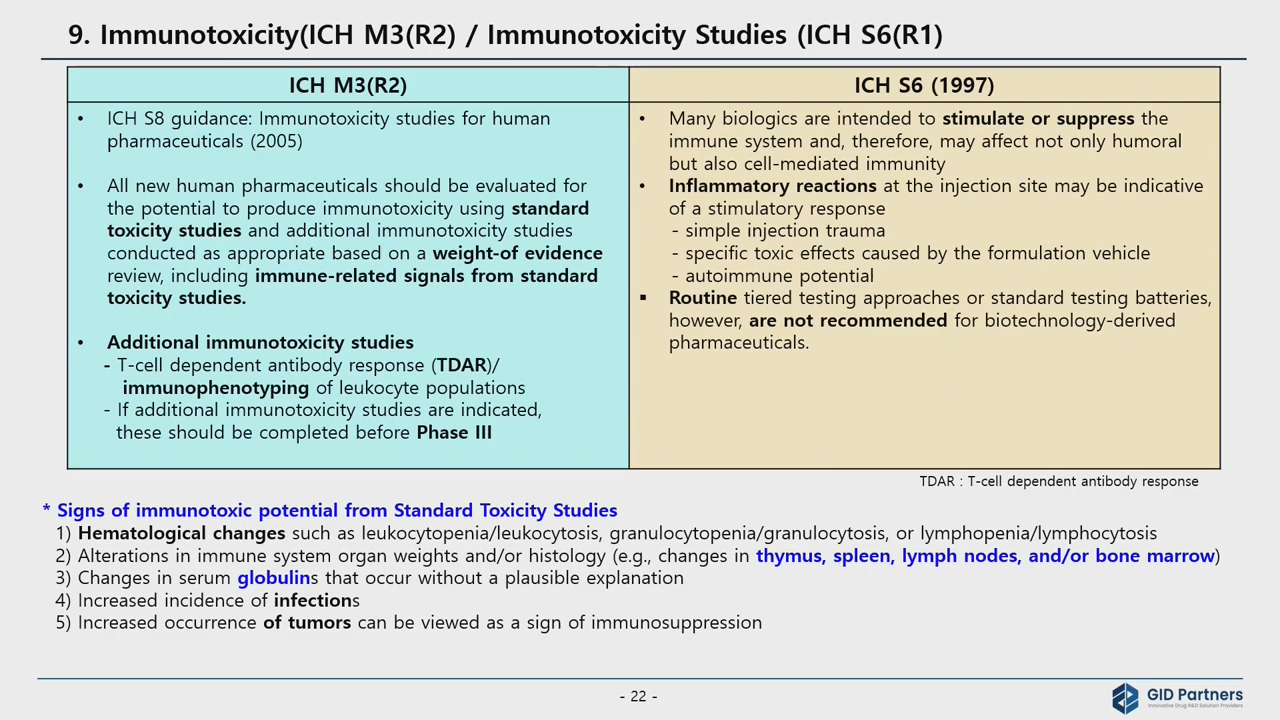 9. Immunotoxicity(ICH M3(R2) / Immunotoxicity Studies (ICH S6(R1)
ICH M3(R2)
• ICH S8 guidance: Immunotoxicity studies for human
pharmaceuticals (2005)
• All new human pharmaceuticals should be evaluated for
the potential to produce immunotoxicity using standard
toxicity studies and additional immunotoxicity studies
conducted as appropriate based on a weight-of evidence
review, including immune-related signals from standard
toxicity studies.
• Additional immunotoxicity studies
- T-cell dependent antibody response (TDAR)/
immunophenotyping of leukocyte populations
- If additional immunotoxicity studies are indicated,
these should be completed before Phase III
ICH S6 (1997)
• Many biologics are intended to stimulate or suppress the
immune system and, therefore, may affect not only humoral
but also cell-mediated immunity
• Inflammatory reactions at the injection site may be indicative
of a stimulatory response
- simple injection trauma
- specific toxic effects caused by the formulation vehicle
- autoimmune potential
▪ Routine tiered testing approaches or standard testing batteries,
however, are not recommended for biotechnology-derived
pharmaceuticals.
TDAR : T-cell dependent antibody response
* Signs of immunotoxic potential from Standard Toxicity Studies
1) Hematological changes such as leukocytopenia/leukocytosis, granulocytopenia/granulocytosis, or lymphopenia/lymphocytosis
2) Alterations in immune system organ weights and/or histology (e.g., changes in thymus, spleen, lymph nodes, and/or bone marrow)
3) Changes in serum globulins that occur without a plausible explanation
4) Increased incidence of infections
5) Increased occurrence of tumors can be viewed as a sign of immunosuppression
- 22 -
GID Partners
Innovative Drug R&D Solution Providers